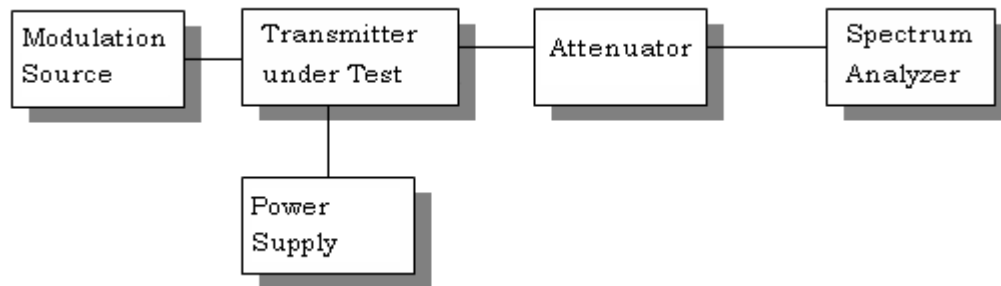 Modulation
Source
Transmitter
under Test
Attenuator
Spectrum
Analyzer
Power
Supply